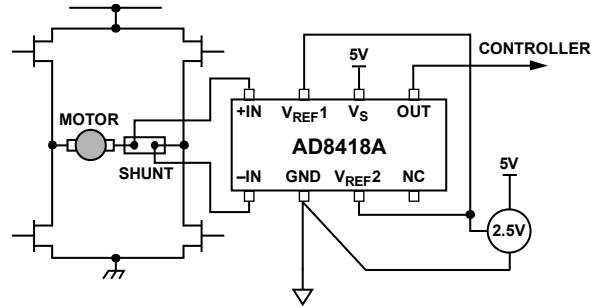 5V
CONTROLLER
+IN
VREF1
VS
OUT
MOTOR
AD8418A
SHUNT
–IN
GND
VREF2
NC
5V
2.5V